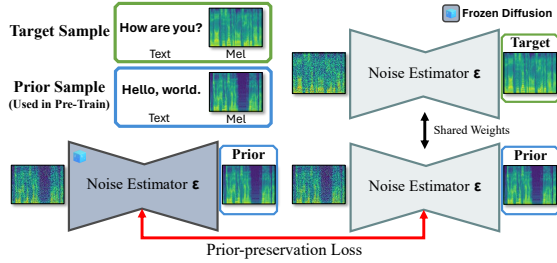 Target Sample
How are you?
Text
Mel
Prior Sample
(Used in Pre-Train)
Hello, world.
Text
Mel
Frozen Diffusion
Noise Estimator ε
Target
Shared Weights
Noise Estimator ε
Prior
Noise Estimator ε
Prior
Prior-preservation Loss